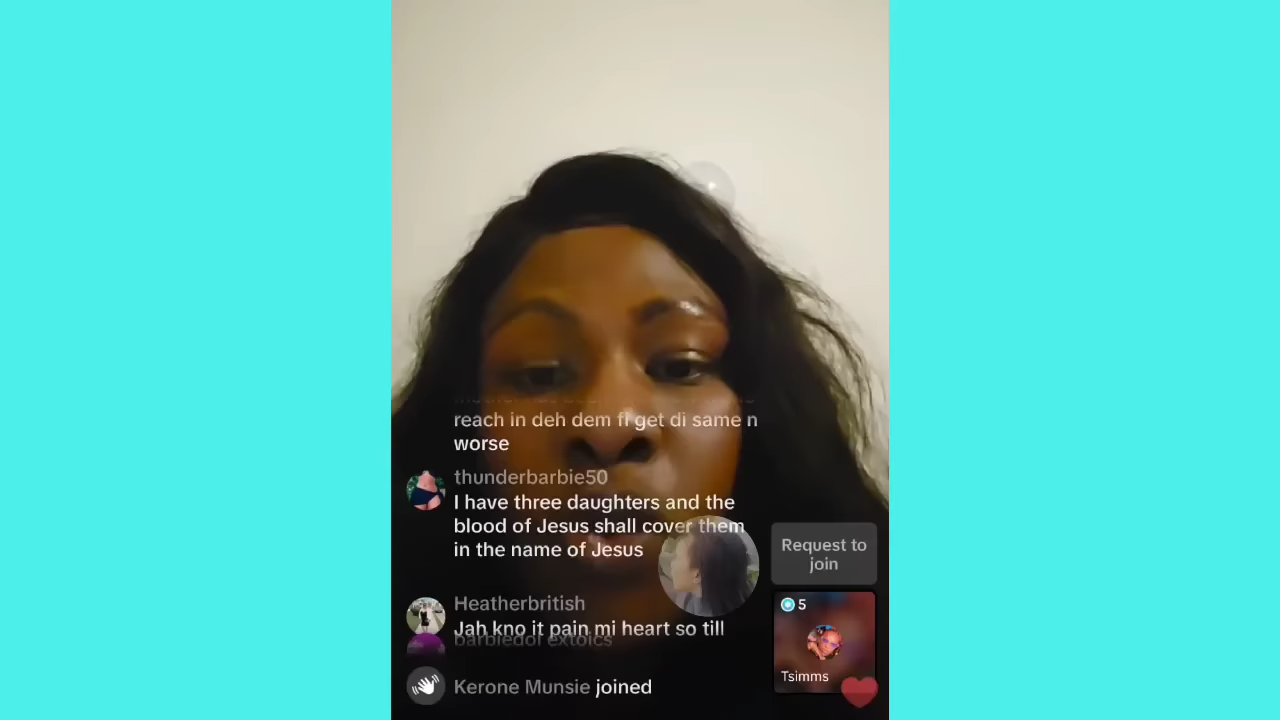 reach in deh dem fi get di same n
worse
thunderbarbie50
I have three daughters and the
blood of Jesus shall cover them
in the name of Jesus
Request to
join
5
Heatherbritish
Jah kno it pain mi heart so till
barbiedol extoics
Tsimms
Kerone Munsie joined